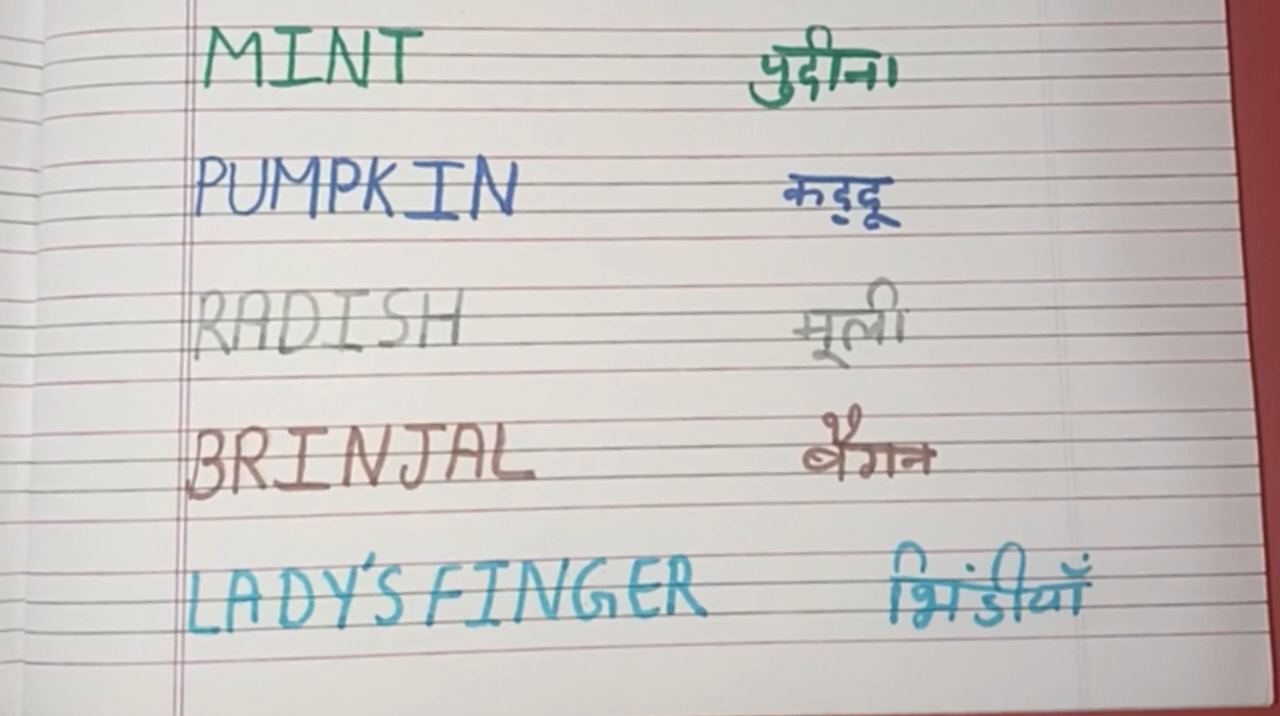 MINT पुदीना
PUMPKIN कद्दू
RADISH मूली
BRINJAL बैंगन
LADY'S FINGER भिंडीयाँ